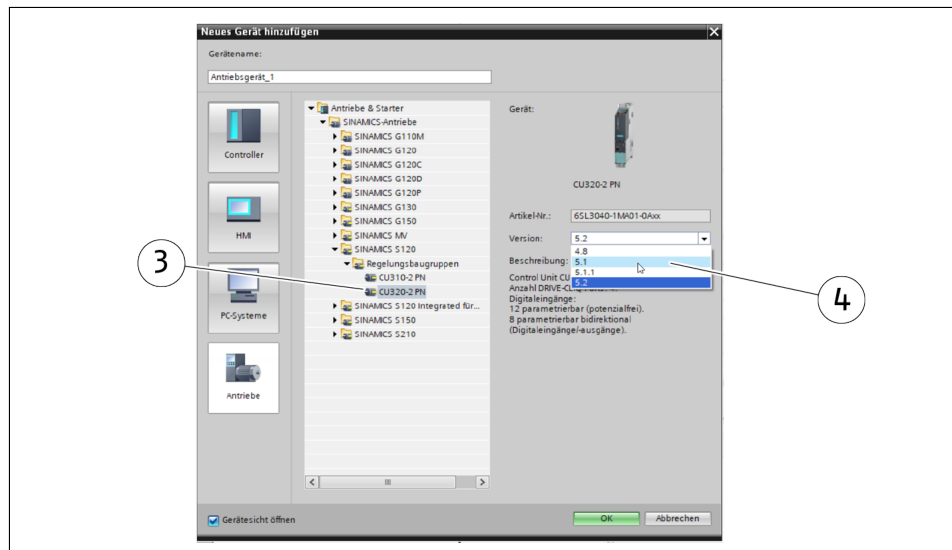 Neues Gerät hinzufügen
Gerätename:
Antriebsgerät_1
Controller
HMI
PC-Systeme
Antriebe
Antriebe & Starter
SINAMICS-Antriebe
SINAMICS G110M
SINAMICS G120
SINAMICS G120C
SINAMICS G120D
SINAMICS G120P
SINAMICS G130
SINAMICS G150
SINAMICS MV
SINAMICS S120
Regelungsbaugruppen
CU310-2 PN
CU320-2 PN
SINAMICS S120 Integrated für...
SINAMICS S150
SINAMICS S210
3
Gerät:
CU320-2 PN
Artikel-Nr.: 6SL3040-1MA01-0Axx
Version: 5.2
4.8
5.1
5.1.1
5.2
4
Beschreibung:
Control Unit CU
Anzahl DRIVE-CL
Digitaleingänge:
12 parametrierbar (potenzialfrei).
8 parametrierbar bidirektional
(Digitaleingänge/-ausgänge).
Gerätesicht öffnen
OK
Abbrechen